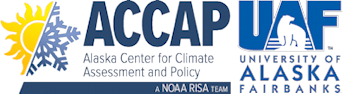 ACCAP
Alaska Center for Climate
Assessment and Policy
A NOAA RISA TEAM
UAF
UNIVERSITY OF
ALASKA
FAIRBANKS